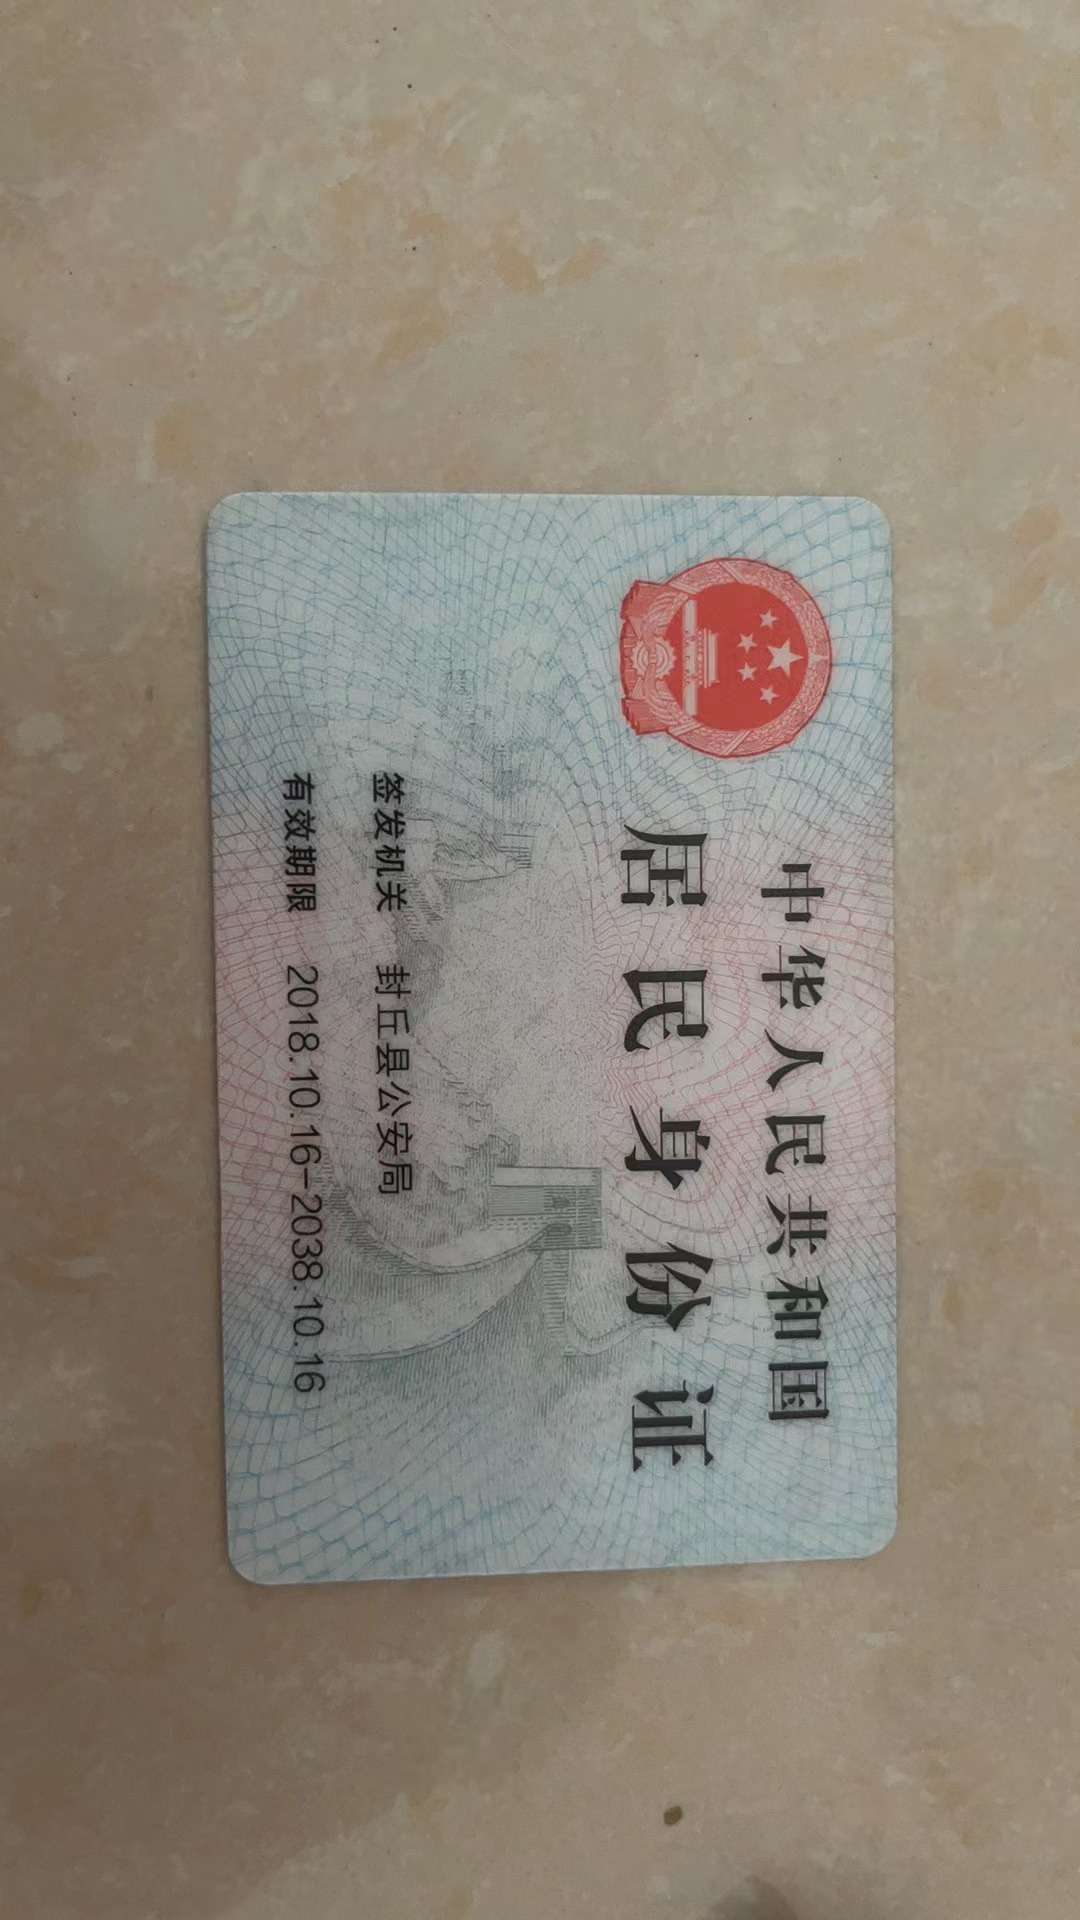 中华人民共和国
居民身份证
签发机关 封丘县公安局
有效期限 2018.10.16-2038.10.16